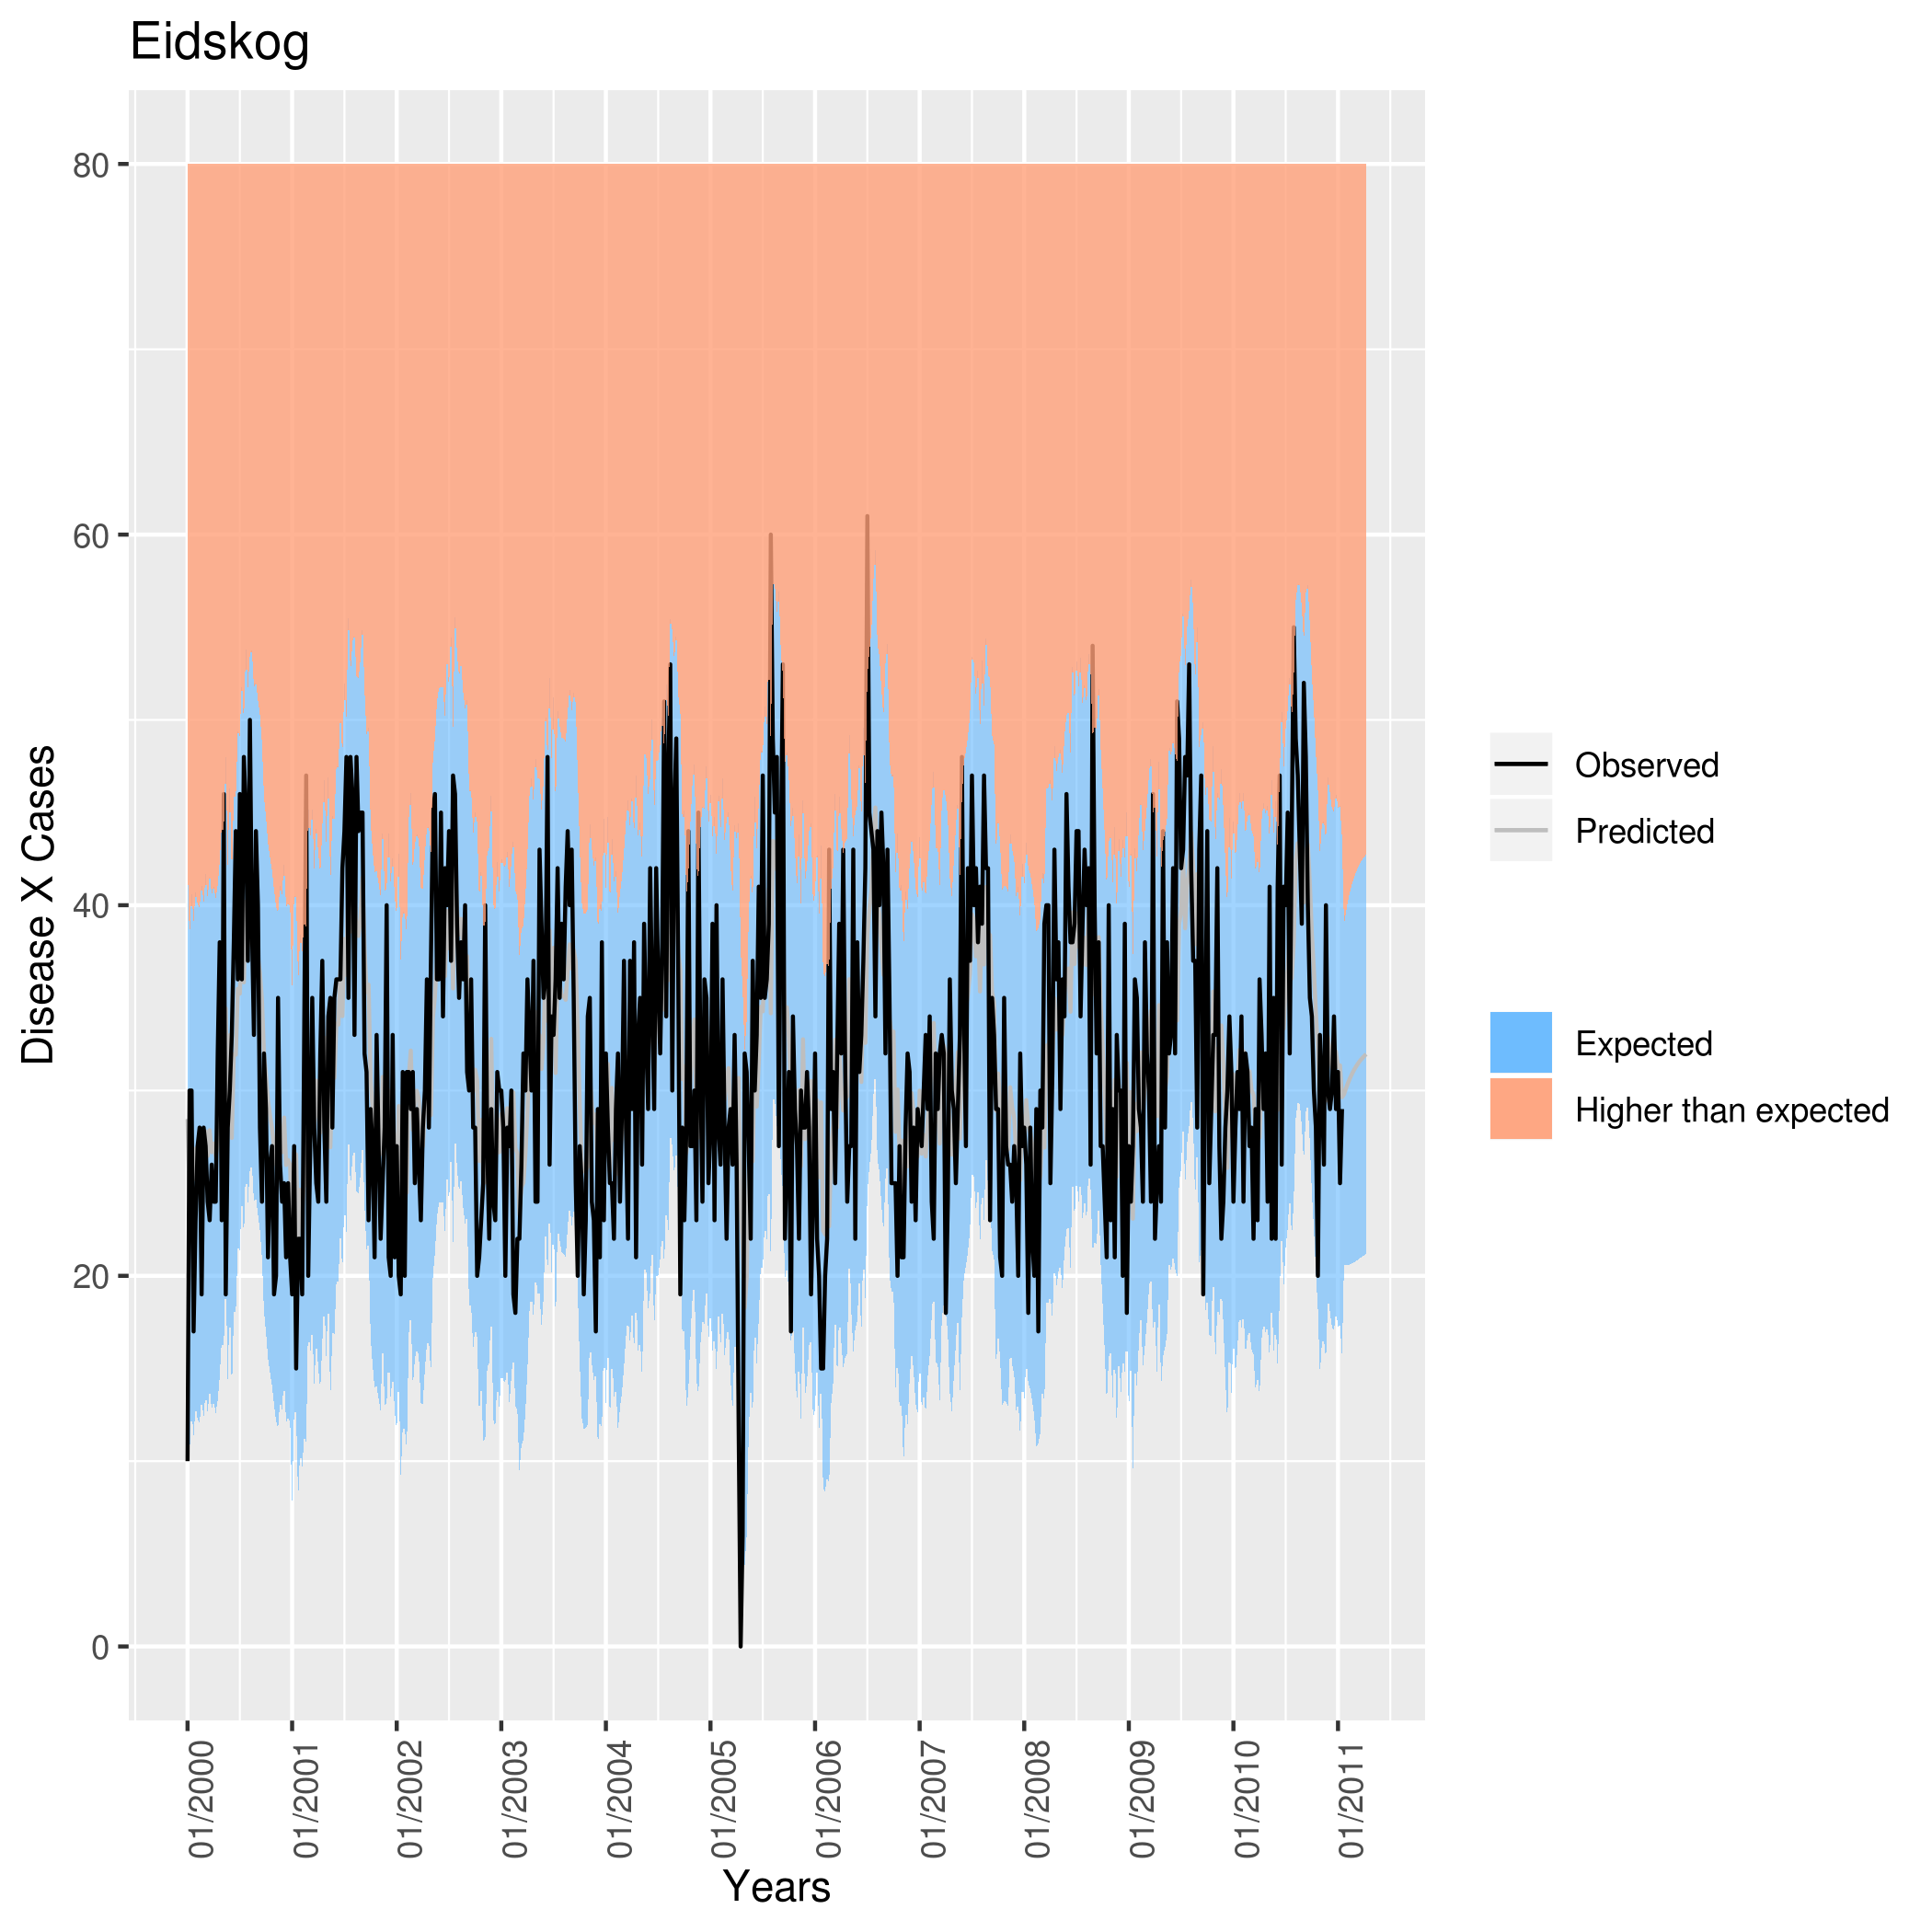 Eidskog
Disease X Cases
80
60
40
20
0
01/2000
01/2001
01/2002
01/2003
01/2004
01/2005
01/2006
01/2007
01/2008
01/2009
01/2010
01/2011
Years
Observed
Predicted
Expected
Higher than expected